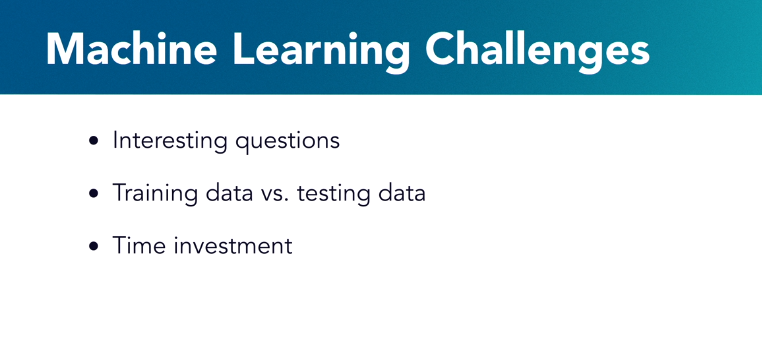 Machine Learning Challenges
• Interesting questions
• Training data vs. testing data
• Time investment